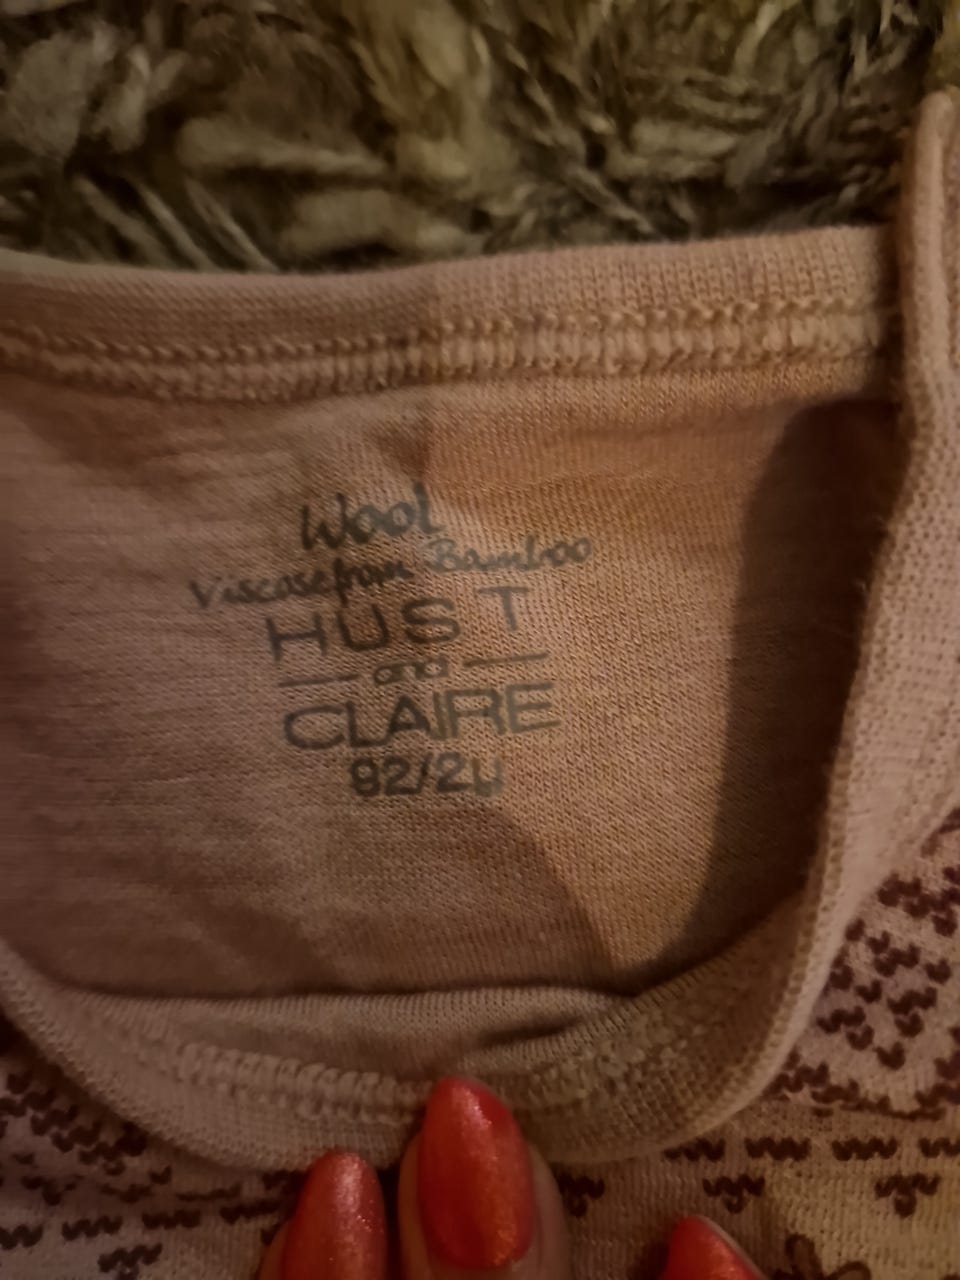 Wool
Viscose from Bamboo
HUST
and
CLAIRE
92/2Y